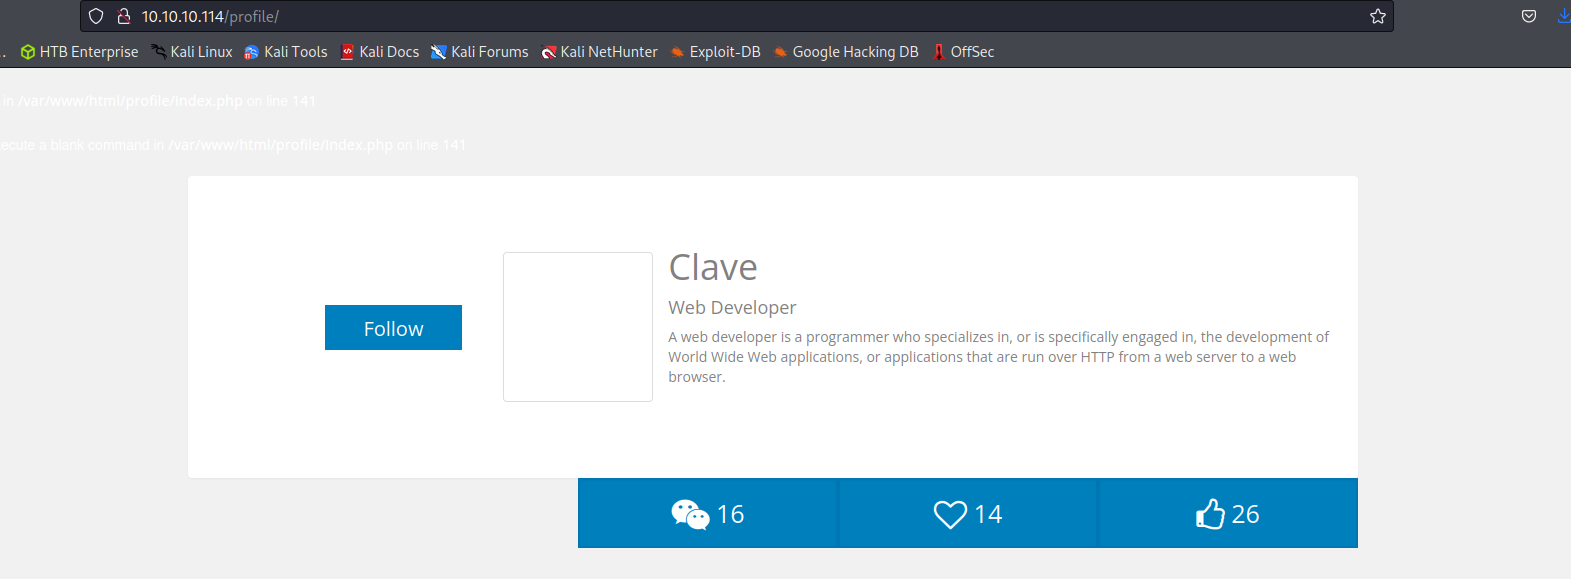 10.10.10.114/profile/
HTB Enterprise Kali Linux Kali Tools Kali Docs Kali Forums Kali NetHunter Exploit-DB Google Hacking DB OffSec
in /var/www/html/profile/index.php on line 141
ecute a blank command in /var/www/html/profile/index.php on line 141
Clave
Web Developer
Follow
A web developer is a programmer who specializes in, or is specifically engaged in, the development of
World Wide Web applications, or applications that are run over HTTP from a web server to a web
browser.
16 14 26